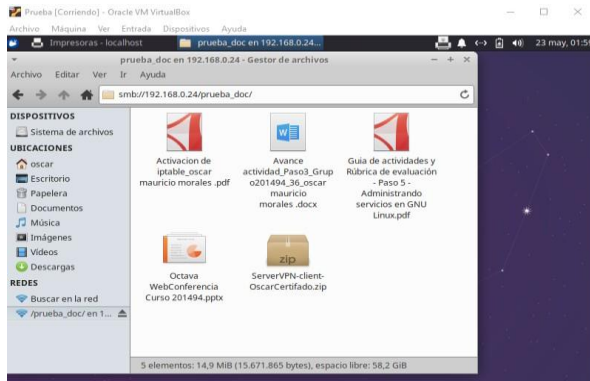 Prueba [Corriendo] - Oracle VM VirtualBox
Archivo Máquina Ver Entrada Dispositivos Ayuda
Impresoras - localhost
prueba_doc en 192.168.0.24...
23 may, 01:59
prueba_doc en 192.168.0.24 - Gestor de archivos
Archivo Editar Ver Ir Ayuda
smb://192.168.0.24/prueba_doc/
DISPOSITIVOS
Sistema de archivos
UBICACIONES
oscar
Escritorio
Papelera
Documentos
Música
Imágenes
Vídeos
Descargas
REDES
Buscar en la red
/prueba_doc/ en 1...
Activacion de
iptable_oscar
mauricio morales .pdf
Avance
actividad_Paso3_Grup
o201494_36_oscar
mauricio
morales .docx
Guia de actividades y
Rúbrica de evaluación
- Paso 5 -
Administrando
servicios en GNU
Linux.pdf
Octava
WebConferencia
Curso 201494.pptx
zip
ServerVPN-client-
OscarCertifado.zip
5 elementos: 14,9 MiB (15.671.865 bytes), espacio libre: 58,2 GiB